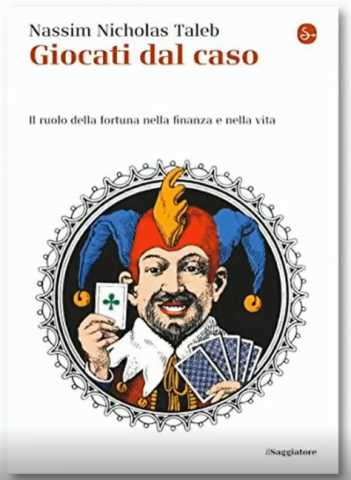 Nassim Nicholas Taleb
Giocati dal caso
Il ruolo della fortuna nella finanza e nella vita
ilSaggiatore